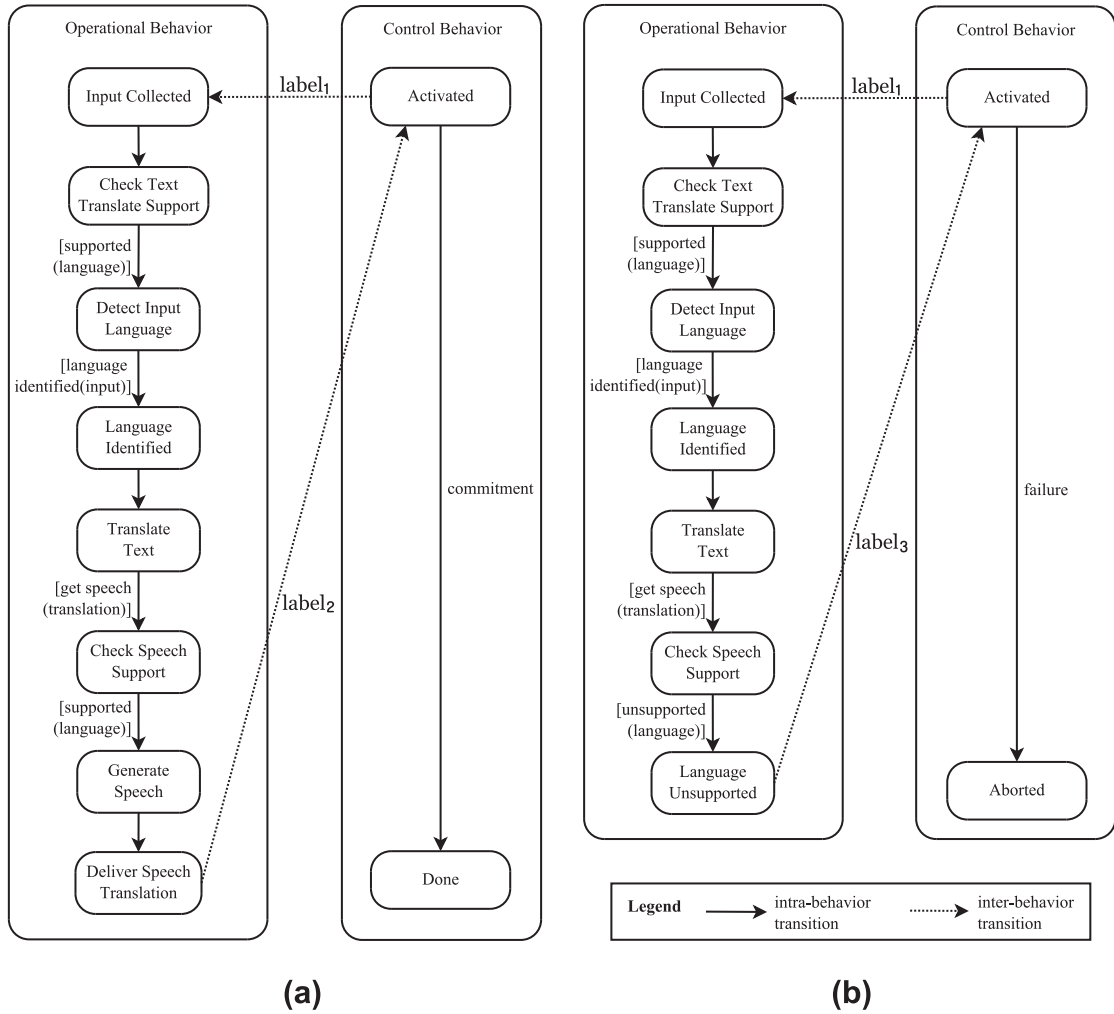 Operational Behavior
Control Behavior
Input Collected
label₁
Activated
Check Text
Translate Support
[supported
(language)]
Detect Input
Language
[language
identified(input)]
Language
Identified
commitment
Translate
Text
[get speech
(translation)]
label₂
Check Speech
Support
[supported
(language)]
Generate
Speech
Deliver Speech
Translation
Done
(a)
Operational Behavior
Control Behavior
Input Collected
label₁
Activated
Check Text
Translate Support
[supported
(language)]
Detect Input
Language
[language
identified(input)]
Language
Identified
failure
Translate
Text
label₃
[get speech
(translation)]
Check Speech
Support
[unsupported
(language)]
Language
Unsupported
Aborted
Legend
intra-behavior
transition
inter-behavior
transition
(b)